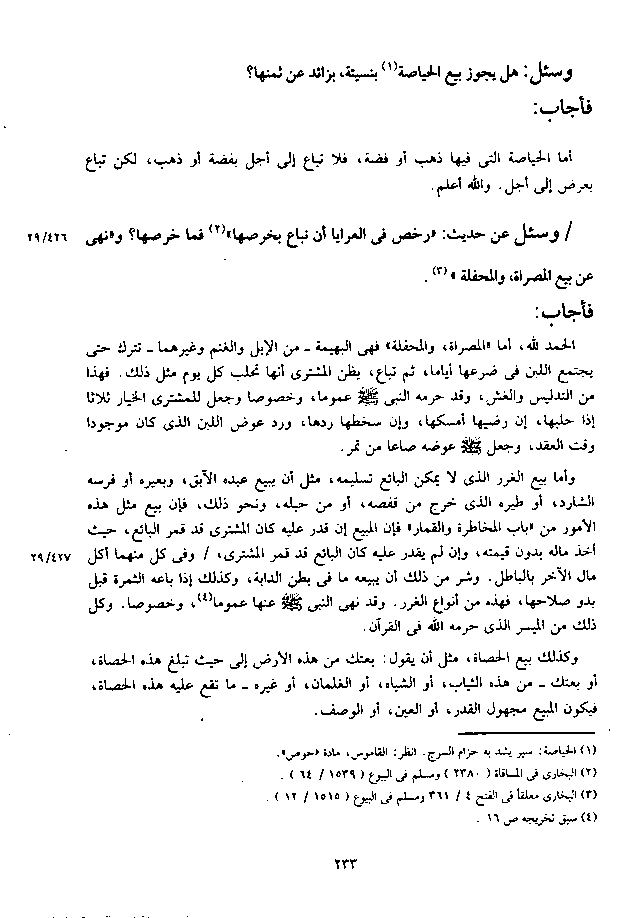 وسئل: هل يجوز بيع الحياصة(١) بنسيئة، بزائد عن ثمنها؟
فأجاب:
أما الحياصة التى فيها ذهب أو فضة، فلا تباع إلى أجل بفضة أو ذهب، لكن تباع
بعرض إلى أجل. والله أعلم.
/ وسئل عن حديث: «رخص فى العرايا أن تباع بخرصها»(٢) فما خرصها؟ و«نهى ٢٩/٤٢٦
عن بيع المصراة، والمحفلة»(٣).
فأجاب:
الحمد لله، أما «المصراة، والمحفلة» فهى البهيمة ـ من الإبل والغنم وغيرهما ـ تترك حتى
يجتمع اللبن فى ضرعها أياما، ثم تباع، يظن المشترى أنها تحلب كل يوم مثل ذلك. فهذا
من التدليس والغش، وقد حرمه النبى ﷺ عموما، وخصوصا وجعل للمشترى الخيار ثلاثا
إذا حلبها، إن رضيها أمسكها، وإن سخطها ردها، ورد عوض اللبن الذى كان موجودا
وقت العقد، وجعل ﷺ عوضه صاعا من تمر.
وأما بيع الغرر الذى لا يمكن البائع تسليمه، مثل أن يبيع عبده الآبق، وبعيره أو فرسه
الشارد، أو طيره الذى خرج من قفصه، أو من حبله، ونحو ذلك، فإن بيع مثل هذه
الأمور من «باب المخاطرة والقمار» فإن المبيع إن قدر عليه كان المشترى قد قمر البائع، حيث
أخذ ماله بدون قيمته، وإن لم يقدر عليه كان البائع قد قمر المشترى، / وفى كل منهما أكل ٢٩/٤٢٧
مال الآخر بالباطل. وشر من ذلك أن يبيعه ما فى بطن الدابة، وكذلك إذا باعه الثمرة قبل
بدو صلاحها، فهذه من أنواع الغرر. وقد نهى النبى ﷺ عنها عموما(٤)، وخصوصا. وكل
ذلك من الميسر الذى حرمه الله فى القرآن.
وكذلك بيع الحصاة، مثل أن يقول: بعتك من هذه الأرض إلى حيث تبلغ هذه الحصاة،
أو بعتك ـ من هذه الثياب، أو الشياه، أو الغلمان، أو غيره ـ ما تقع عليه هذه الحصاة،
فيكون المبيع مجهول القدر، أو العين، أو الوصف.
(١) الحياصة: سير يشد به حزام السرج. انظر: القاموس، مادة «حوص».
(٢) البخارى فى المساقاة (٢٣٨٠) ومسلم فى البيوع (١٥٣٩ / ٦٤).
(٣) البخارى معلقاً فى الفتح ٤ / ٣٦١ ومسلم فى البيوع (١٥١٥ / ١٢).
(٤) سبق تخريجه ص ١٦.
٢٣٣